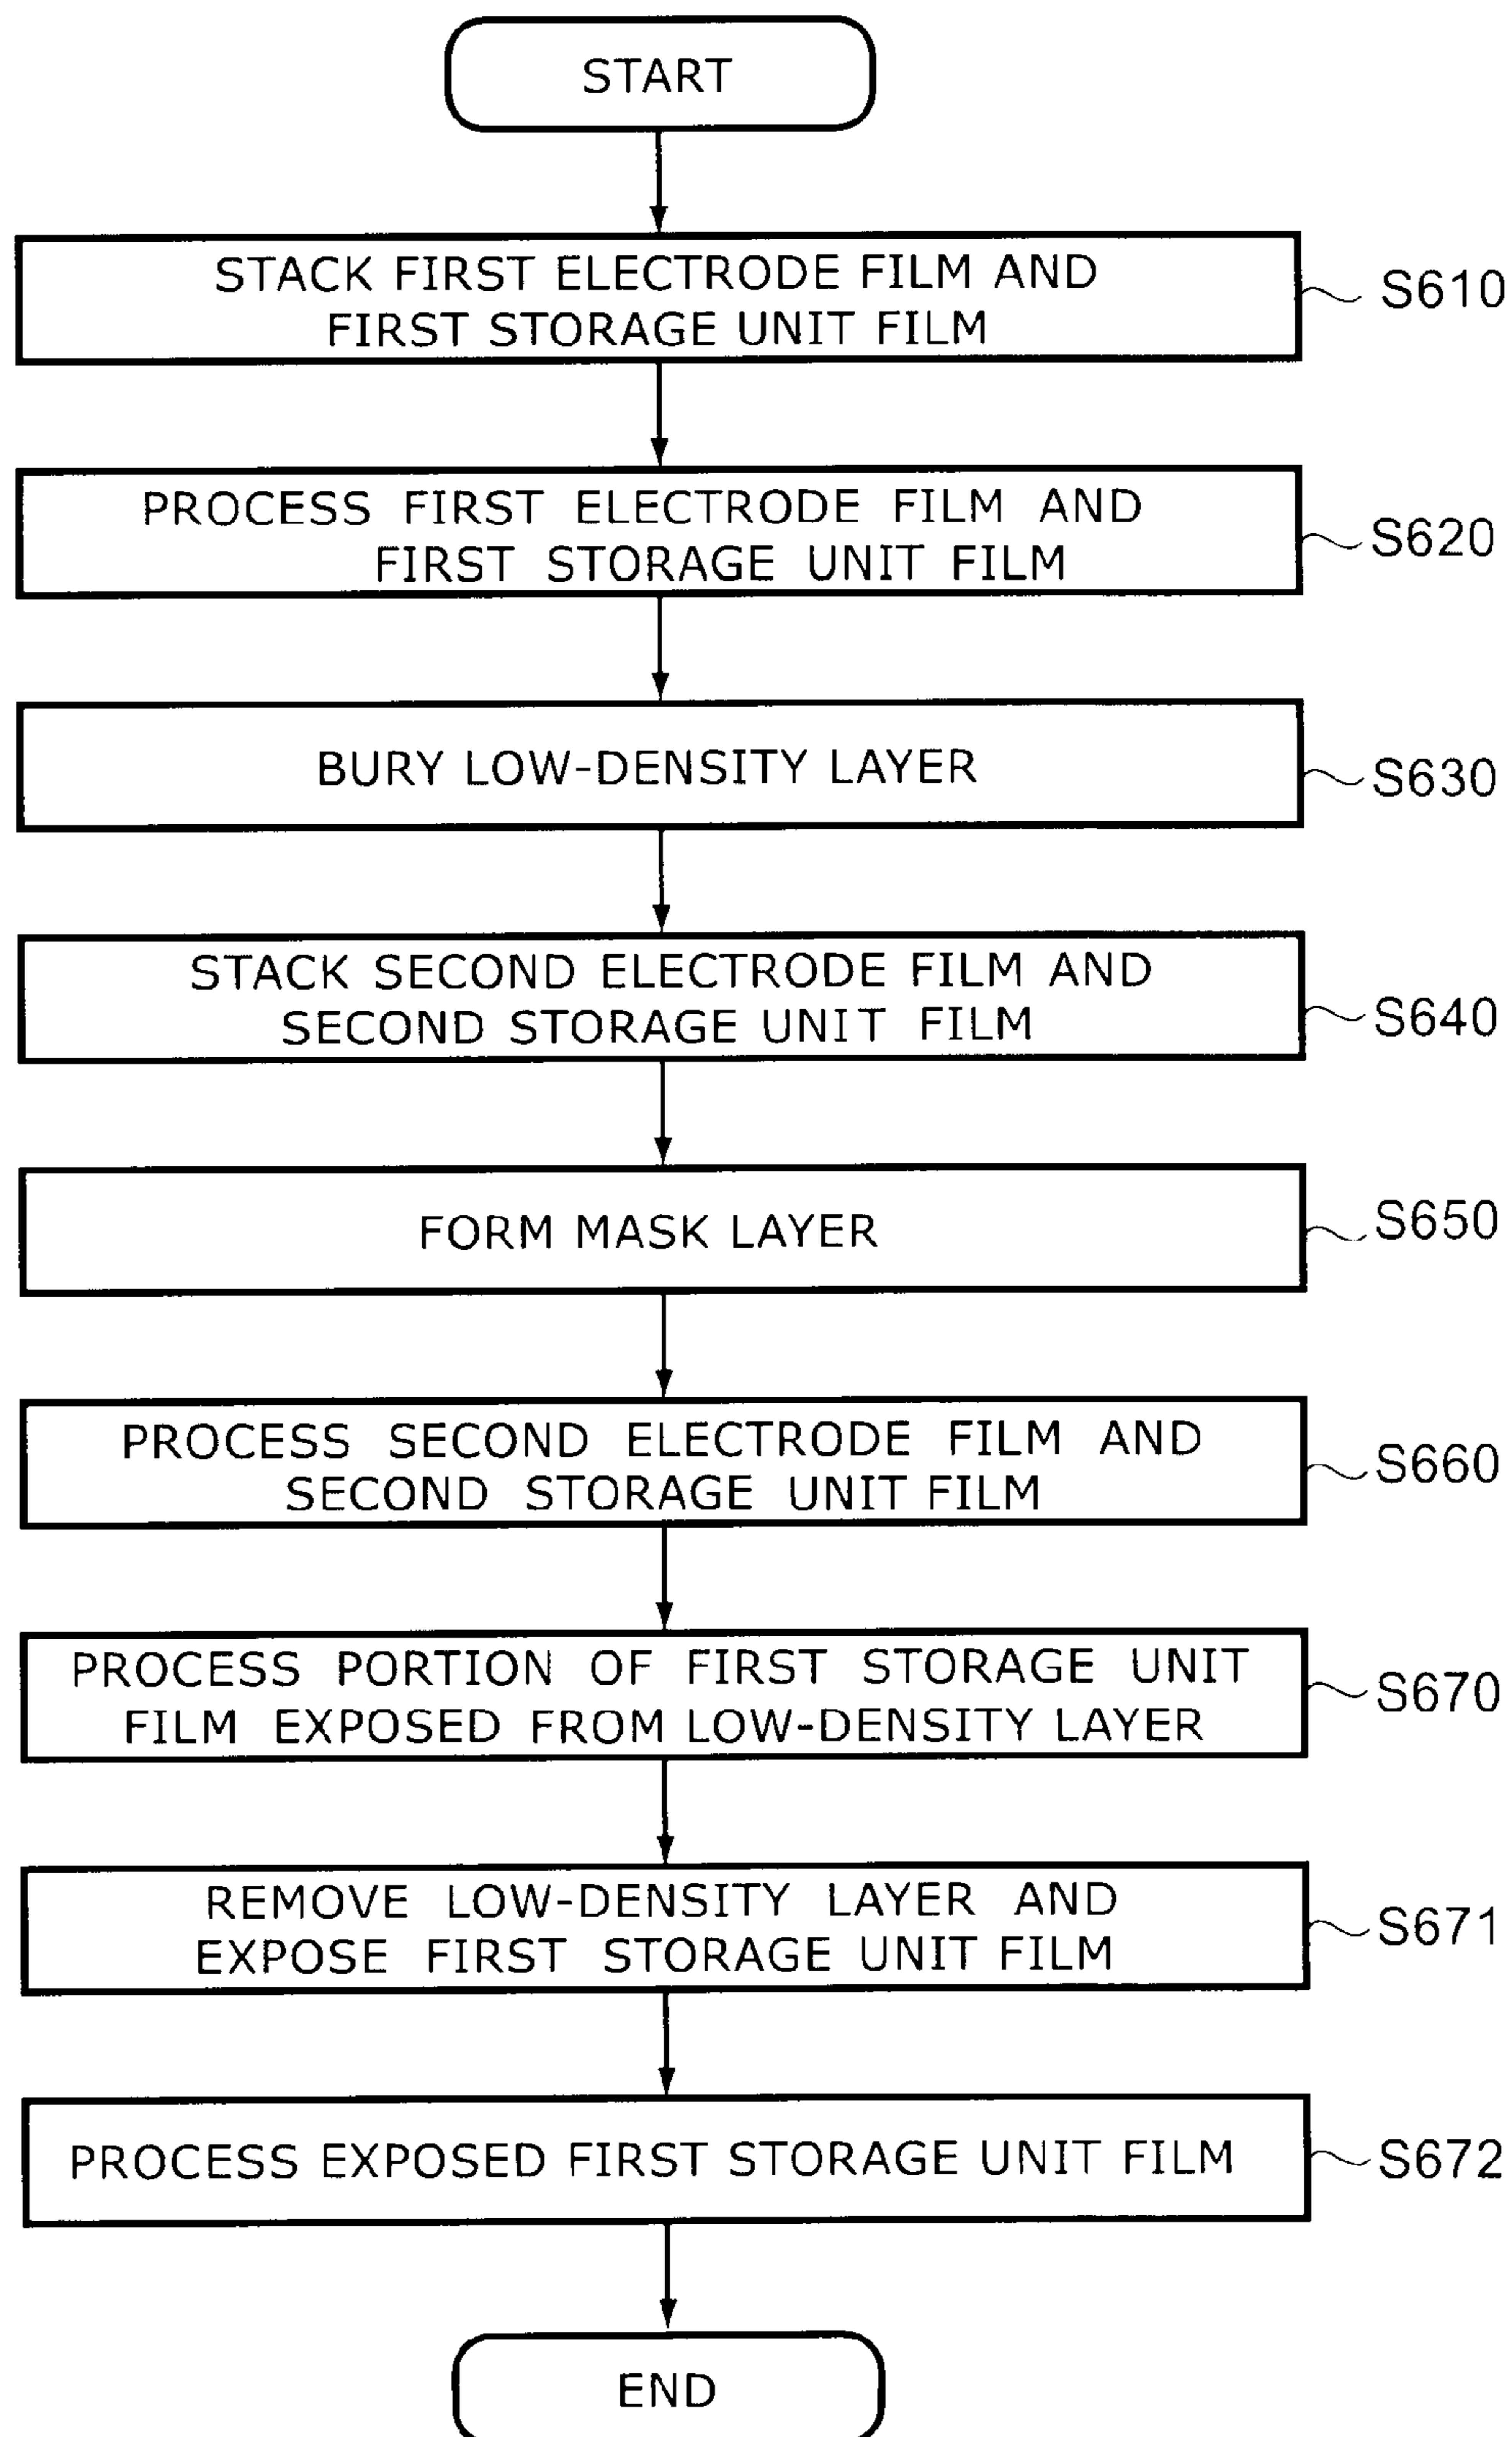 START
STACK FIRST ELECTRODE FILM AND
FIRST STORAGE UNIT FILM
S610
PROCESS FIRST ELECTRODE FILM AND
FIRST STORAGE UNIT FILM
S620
BURY LOW-DENSITY LAYER
S630
STACK SECOND ELECTRODE FILM AND
SECOND STORAGE UNIT FILM
S640
FORM MASK LAYER
S650
PROCESS SECOND ELECTRODE FILM AND
SECOND STORAGE UNIT FILM
S660
PROCESS PORTION OF FIRST STORAGE UNIT
FILM EXPOSED FROM LOW-DENSITY LAYER
S670
REMOVE LOW-DENSITY LAYER AND
EXPOSE FIRST STORAGE UNIT FILM
S671
PROCESS EXPOSED FIRST STORAGE UNIT FILM
S672
END